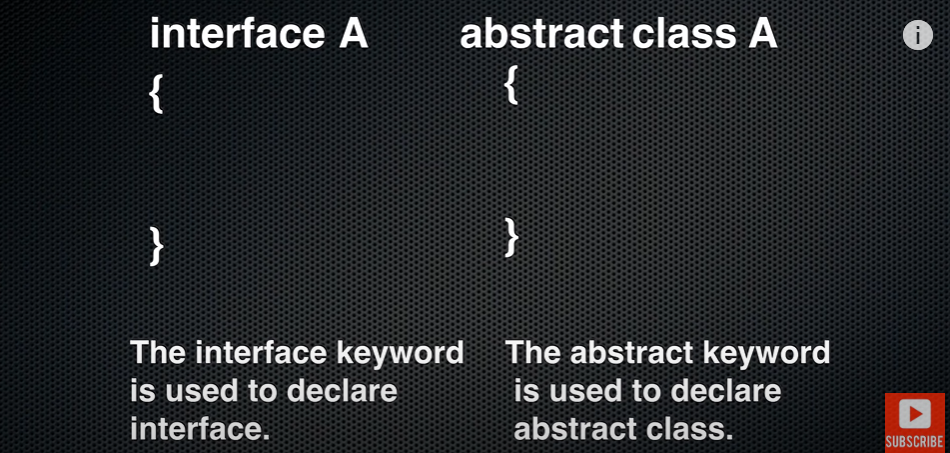 interface A
{
}
The interface keyword
is used to declare
interface.
abstract class A
{
}
The abstract keyword
is used to declare
abstract class.
i
SUBSCRIBE